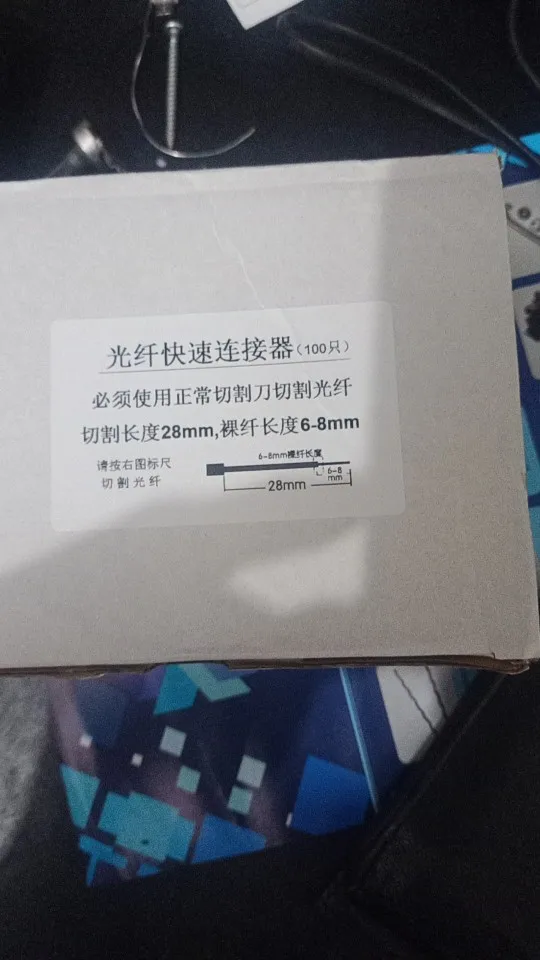 光纤快速连接器(100只)
必须使用正常切割刀切割光纤
切割长度28mm,裸纤长度6-8mm
请按右图标尺
切割光纤
6-8mm裸纤长度
6-8
mm
28mm